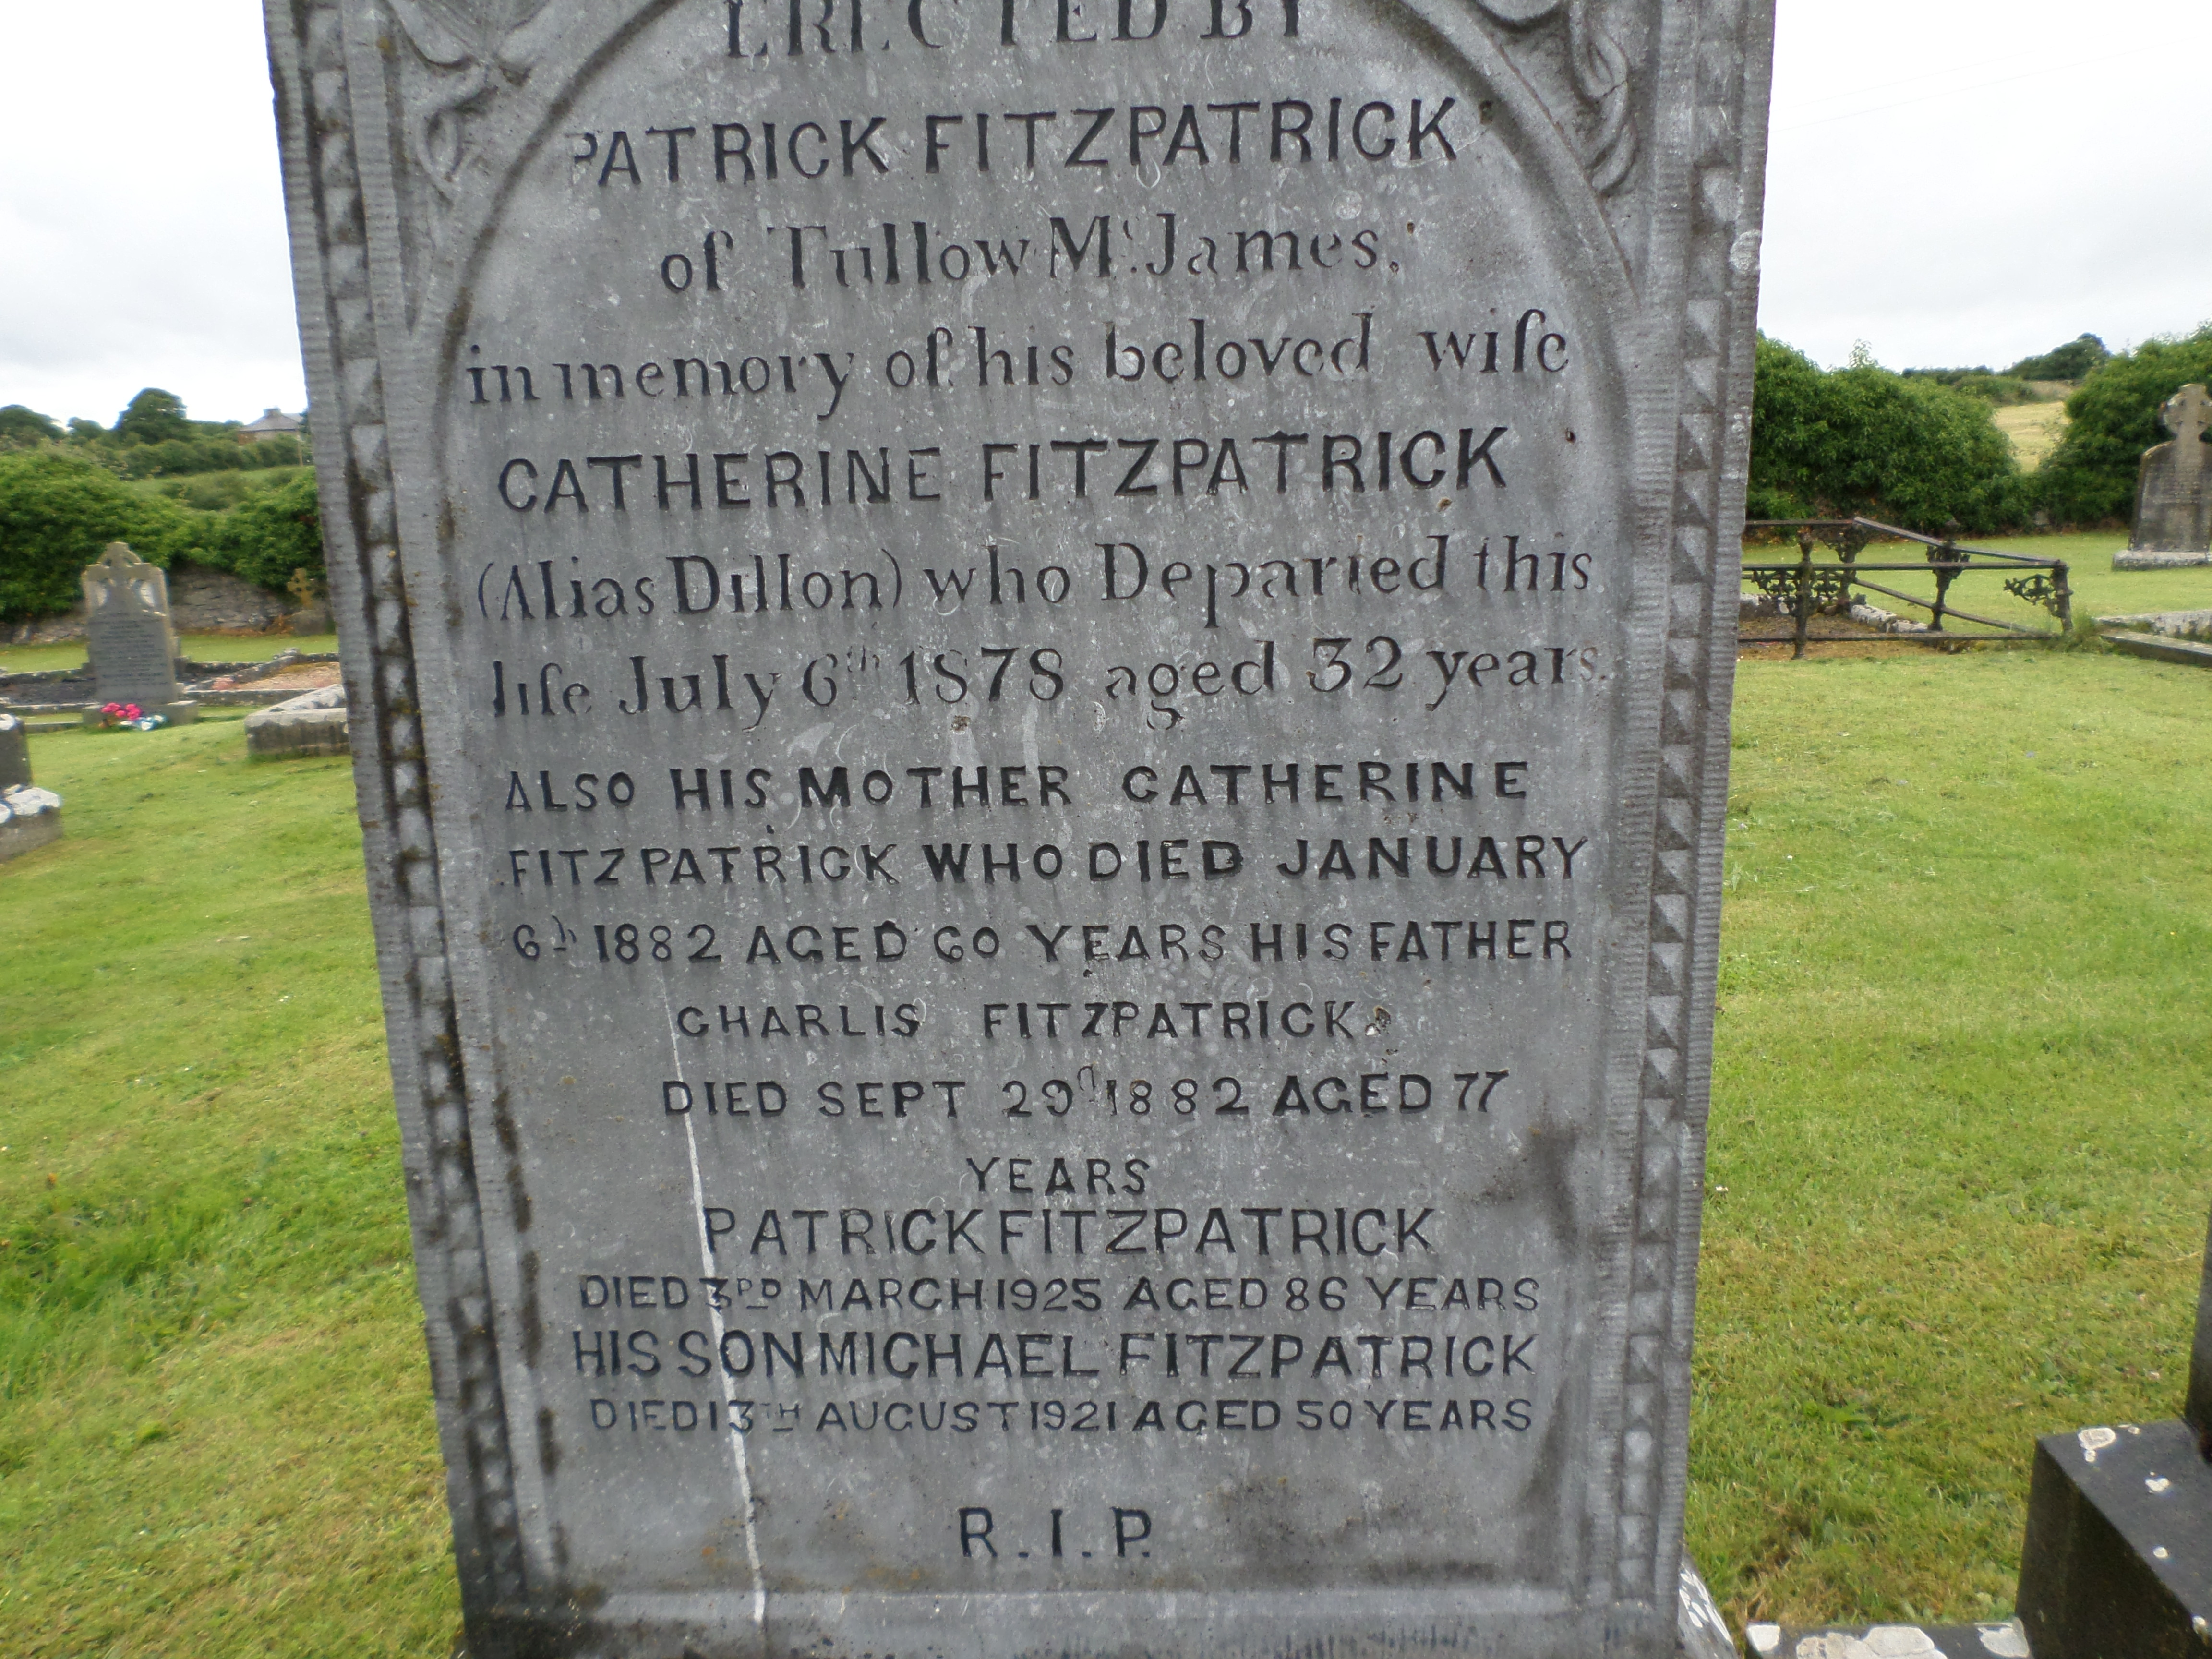 ERECTED BY
PATRICK FITZPATRICK
of Tullow Mc. James.
in memory of his beloved wife
CATHERINE FITZPATRICK
(Alias Dillon) who Departed this
life July 6th 1878 aged 32 years.
ALSO HIS MOTHER CATHERINE
FITZPATRICK WHO DIED JANUARY
6th 1882 AGED 60 YEARS HIS FATHER
CHARLIS FITZPATRICK
DIED SEPT 1882 AGED 77
YEARS
PATRICK FITZPATRICK
DIED 3RD MARCH 1925 AGED 86 YEARS
HIS SON MICHAEL FITZPATRICK
DIED 13TH AUGUST 1921 AGED 50 YEARS
R.I.P.